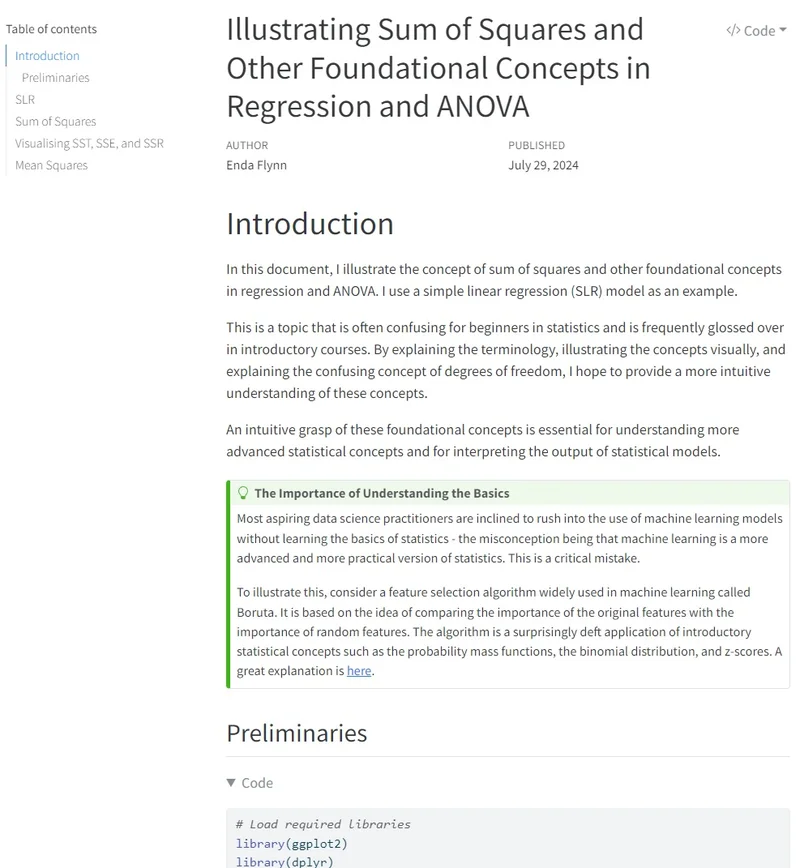 Table of contents
Introduction
Preliminaries
SLR
Sum of Squares
Visualising SST, SSE, and SSR
Mean Squares
Illustrating Sum of Squares and
Other Foundational Concepts in
Regression and ANOVA
</> Code
AUTHOR
PUBLISHED
Enda Flynn
July 29, 2024
Introduction
In this document, I illustrate the concept of sum of squares and other foundational concepts
in regression and ANOVA. I use a simple linear regression (SLR) model as an example.
This is a topic that is often confusing for beginners in statistics and is frequently glossed over
in introductory courses. By explaining the terminology, illustrating the concepts visually, and
explaining the confusing concept of degrees of freedom, I hope to provide a more intuitive
understanding of these concepts.
An intuitive grasp of these foundational concepts is essential for understanding more
advanced statistical concepts and for interpreting the output of statistical models.
The Importance of Understanding the Basics
Most aspiring data science practitioners are inclined to rush into the use of machine learning models
without learning the basics of statistics - the misconception being that machine learning is a more
advanced and more practical version of statistics. This is a critical mistake.
To illustrate this, consider a feature selection algorithm widely used in machine learning called
Boruta. It is based on the idea of comparing the importance of the original features with the
importance of random features. The algorithm is a surprisingly deft application of introductory
statistical concepts such as the probability mass functions, the binomial distribution, and z-scores. A
great explanation is here.
Preliminaries
Code
# Load required libraries
library(ggplot2)
library(dplyr)